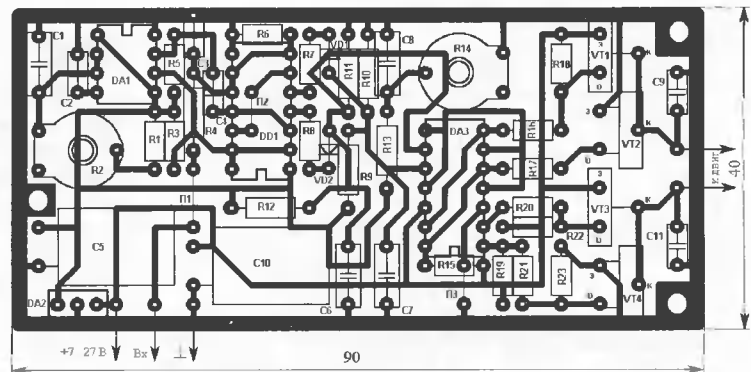 C1
DA1
C2
R5
C3
C4
R6
П2
DD1
R7
VD1
R11
R10
C8
R14
R18
З
VT1
И
К
C9
R2
R1
R3
R4
R8
VD2
R9
R13
DA3
R16
R17
З
И
VT2
К
к двиг.
40
П1
R12
R20
З
VT3
И
К
C5
C10
R22
C11
DA2
C6
C7
R15
П3
R19
R21
R23
З
И
VT4
К
+7 27 В
Вх
⊥
90